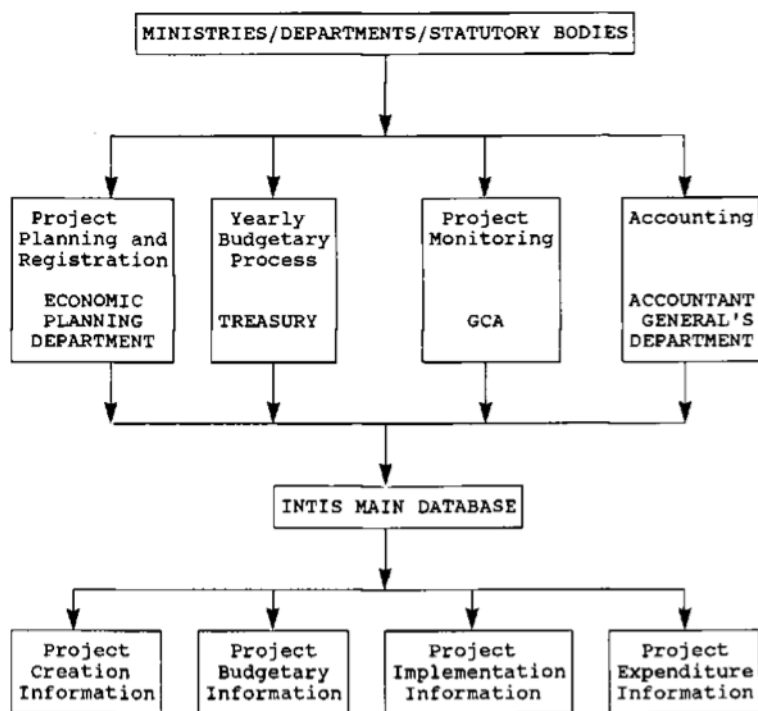 MINISTRIES/DEPARTMENTS/STATUTORY BODIES
Project
Planning and
Registration
ECONOMIC
PLANNING
DEPARTMENT
Yearly
Budgetary
Process
TREASURY
Project
Monitoring
GCA
Accounting
ACCOUNTANT
GENERAL'S
DEPARTMENT
INTIS MAIN DATABASE
Project
Creation
Information
Project
Budgetary
Information
Project
Implementation
Information
Project
Expenditure
Information